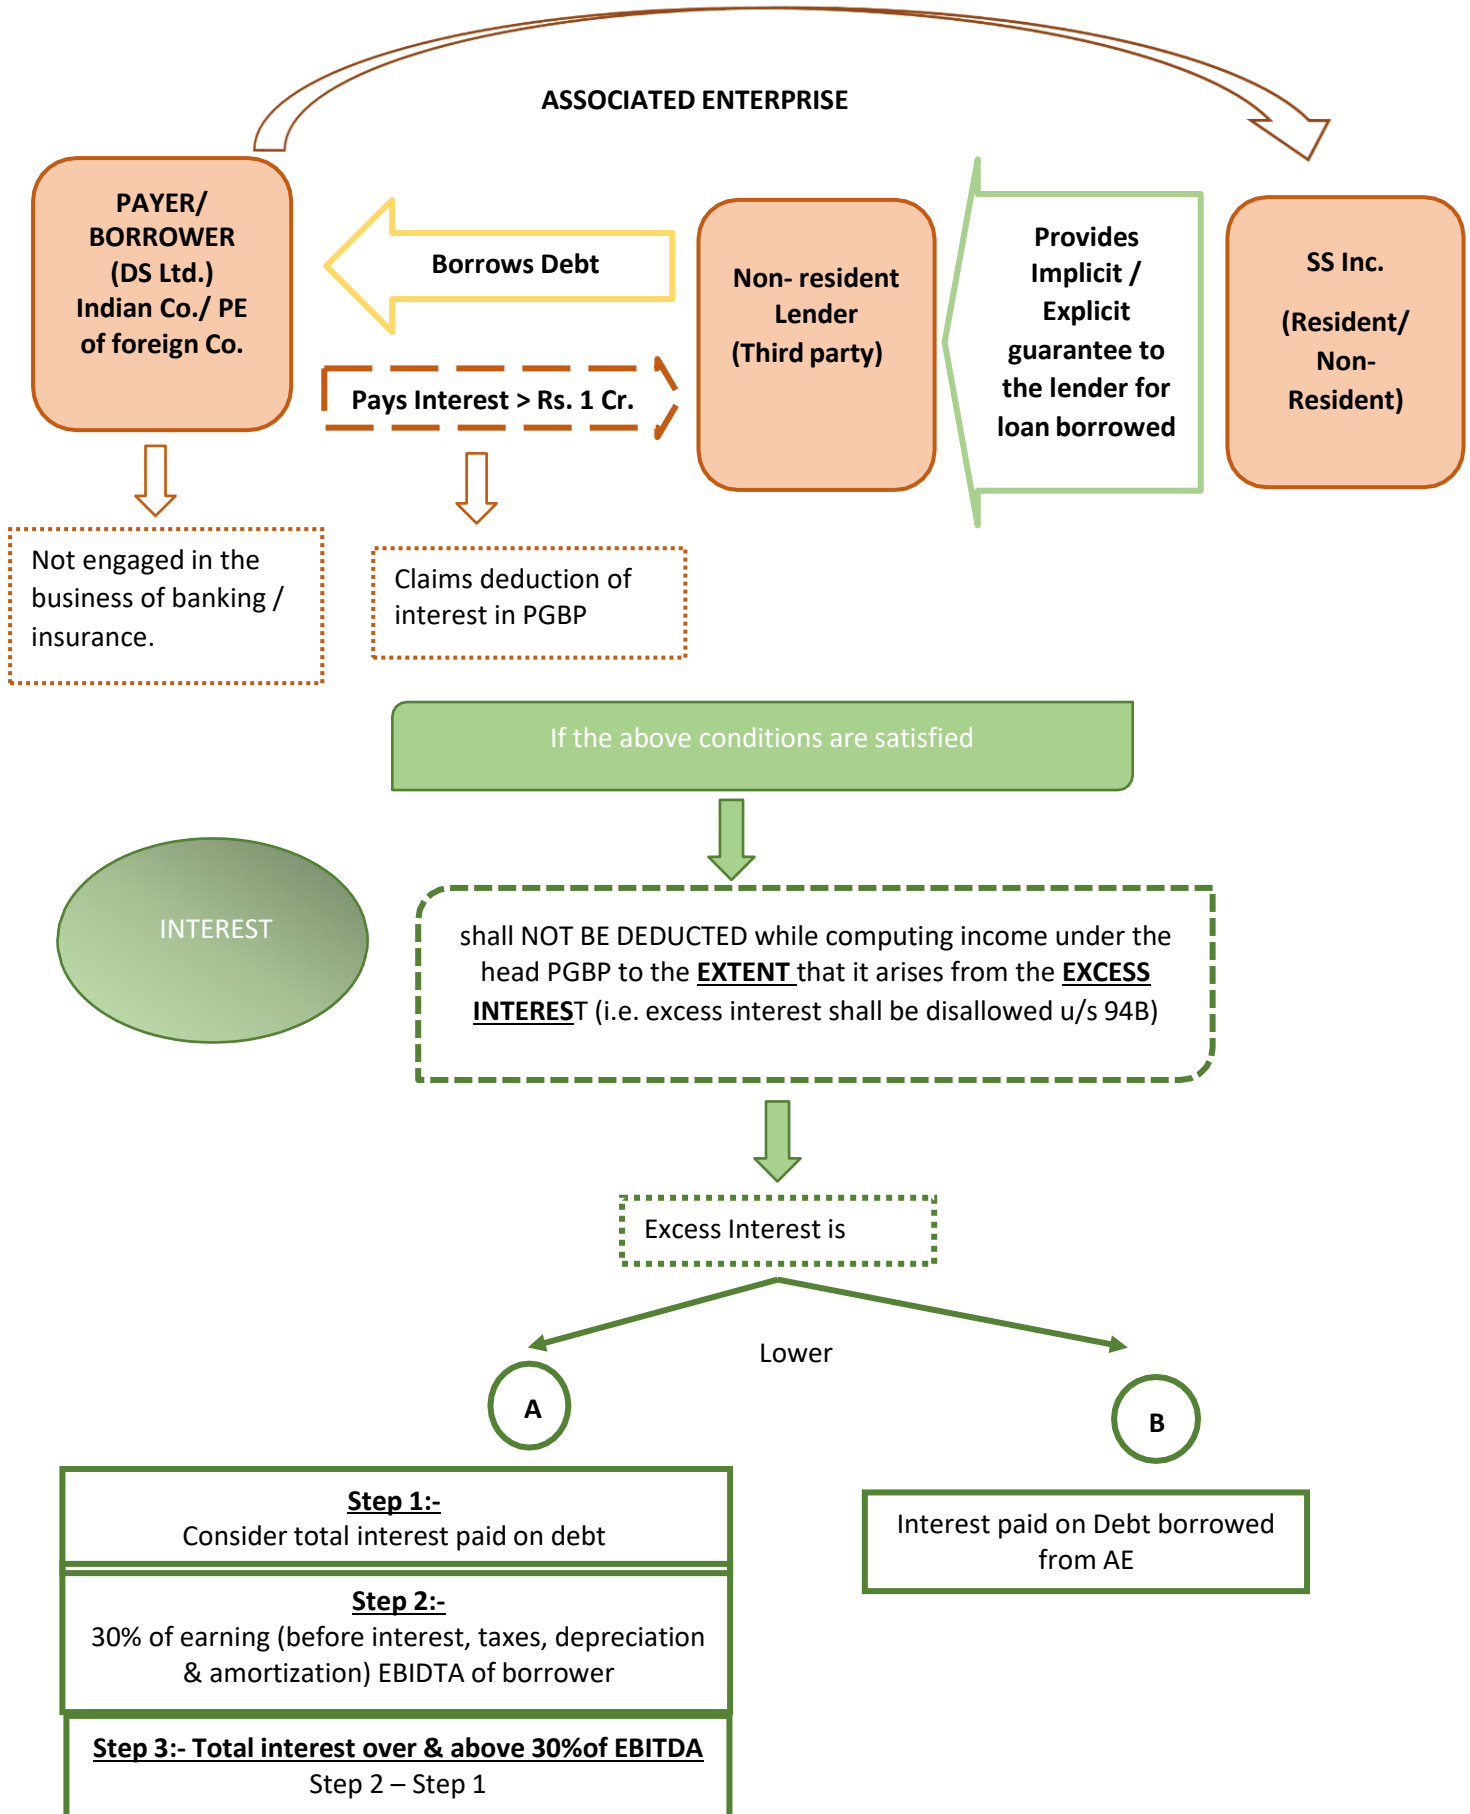 ASSOCIATED ENTERPRISE
PAYER/
BORROWER
(DS Ltd.)
Indian Co./ PE
of foreign Co.
Borrows Debt
Pays Interest > Rs. 1 Cr.
Non- resident
Lender
(Third party)
Provides
Implicit /
Explicit
guarantee to
the lender for
loan borrowed
SS Inc.
(Resident/
Non-
Resident)
Not engaged in the
business of banking /
insurance.
Claims deduction of
interest in PGBP
If the above conditions are satisfied
INTEREST
shall NOT BE DEDUCTED while computing income under the
head PGBP to the EXTENT that it arises from the EXCESS
INTEREST (i.e. excess interest shall be disallowed u/s 94B)
Excess Interest is
Lower
A
B
Step 1:-
Consider total interest paid on debt
Step 2:-
30% of earning (before interest, taxes, depreciation
& amortization) EBIDTA of borrower
Step 3:- Total interest over & above 30%of EBITDA
Step 2 – Step 1
Interest paid on Debt borrowed
from AE